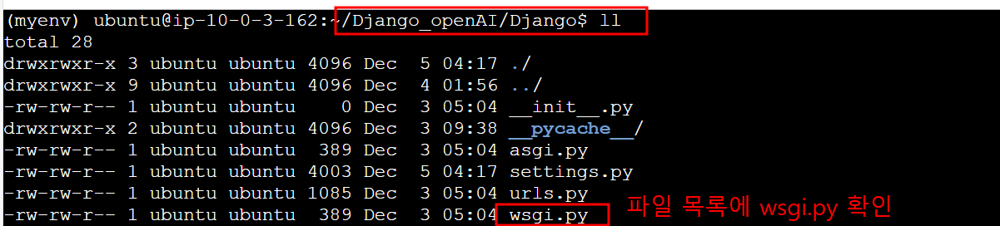 (myenv) ubuntu@ip-10-0-3-162:~/Django_openAI/Django$ ll
total 28
drwxrwxr-x 3 ubuntu ubuntu 4096 Dec  5 04:17 ./
drwxrwxr-x 9 ubuntu ubuntu 4096 Dec  4 01:56 ../
-rw-rw-r-- 1 ubuntu ubuntu    0 Dec  3 05:04 __init__.py
drwxrwxr-x 2 ubuntu ubuntu 4096 Dec  3 09:38 __pycache__/
-rw-rw-r-- 1 ubuntu ubuntu  389 Dec  3 05:04 asgi.py
-rw-rw-r-- 1 ubuntu ubuntu 4003 Dec  5 04:17 settings.py
-rw-rw-r-- 1 ubuntu ubuntu 1085 Dec  3 05:04 urls.py
-rw-rw-r-- 1 ubuntu ubuntu  389 Dec  3 05:04 wsgi.py
파일 목록에 wsgi.py 확인